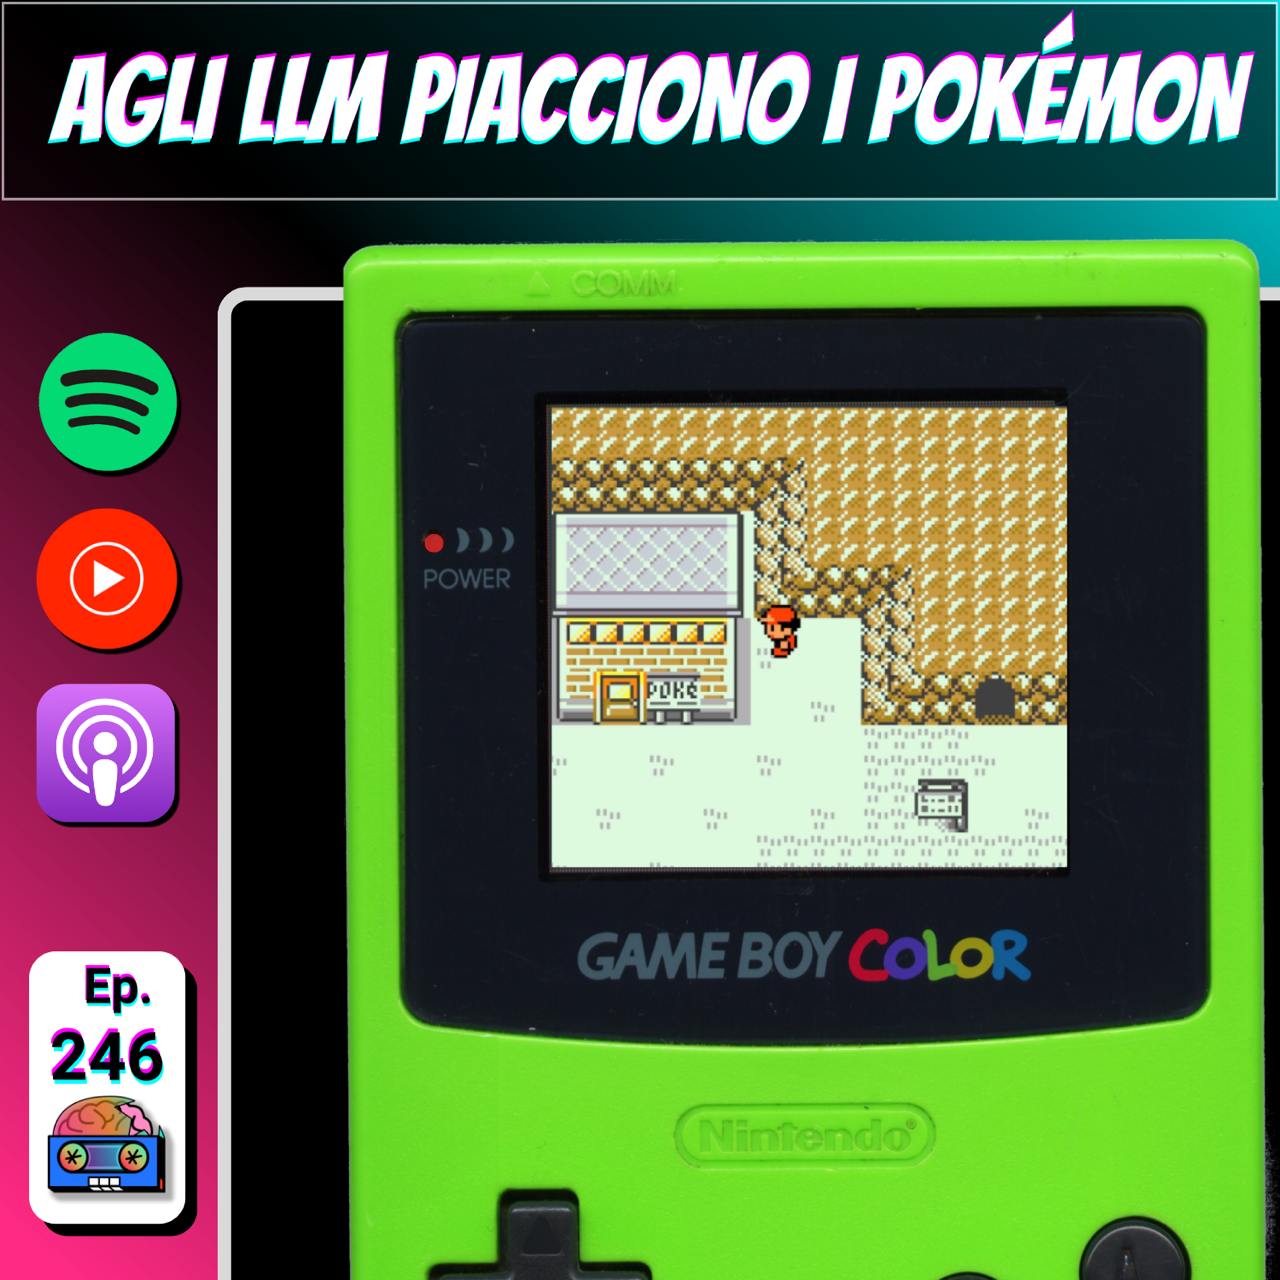 AGLI LLM PIACCIONO I POKÉMON
COMM
POWER
POKé
GAME BOY COLOR
Nintendo®
Ep.
246